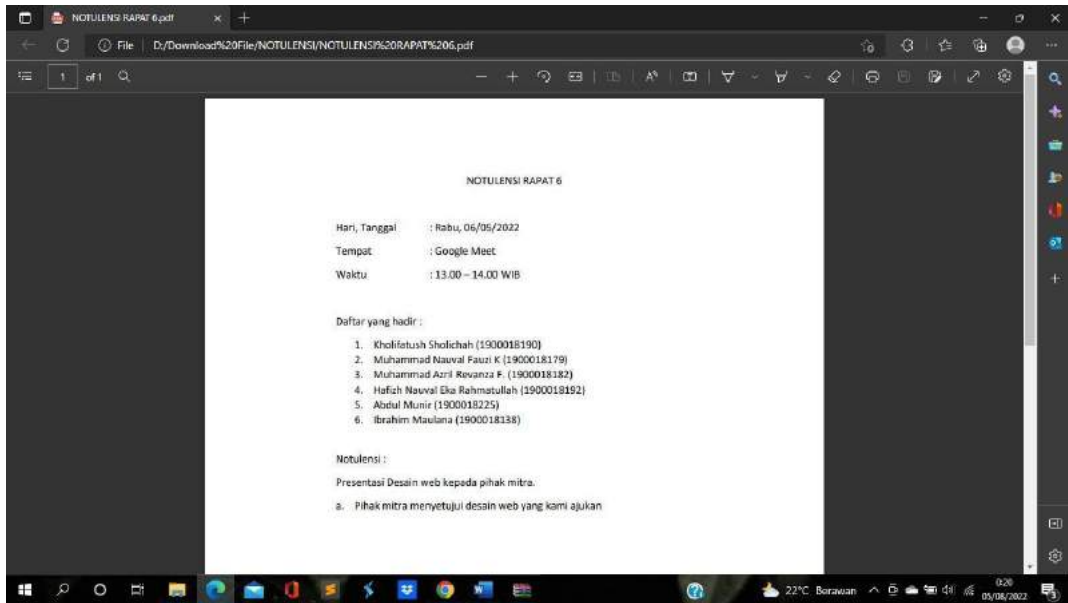 NOTULENSI RAPAT 6.pdf
File D:/Download%20File/NOTULENSI/NOTULENSI%20RAPAT%206.pdf
1 of 1
NOTULENSI RAPAT 6
Hari, Tanggal : Rabu, 06/05/2022
Tempat : Google Meet
Waktu : 13.00 – 14.00 WIB
Daftar yang hadir :
1. Kholifatush Sholichah (1900018190)
2. Muhammad Nauval Fauzi K (1900018179)
3. Muhammad Azril Revanza F. (1900018182)
4. Hafizh Nauval Eka Rahmatullah (1900018192)
5. Abdul Munir (1900018225)
6. Ibrahim Maulana (1900018138)
Notulensi :
Presentasi Desain web kepada pihak mitra.
a. Pihak mitra menyetujui desain web yang kami ajukan
22°C Berawan
0:20
05/08/2022